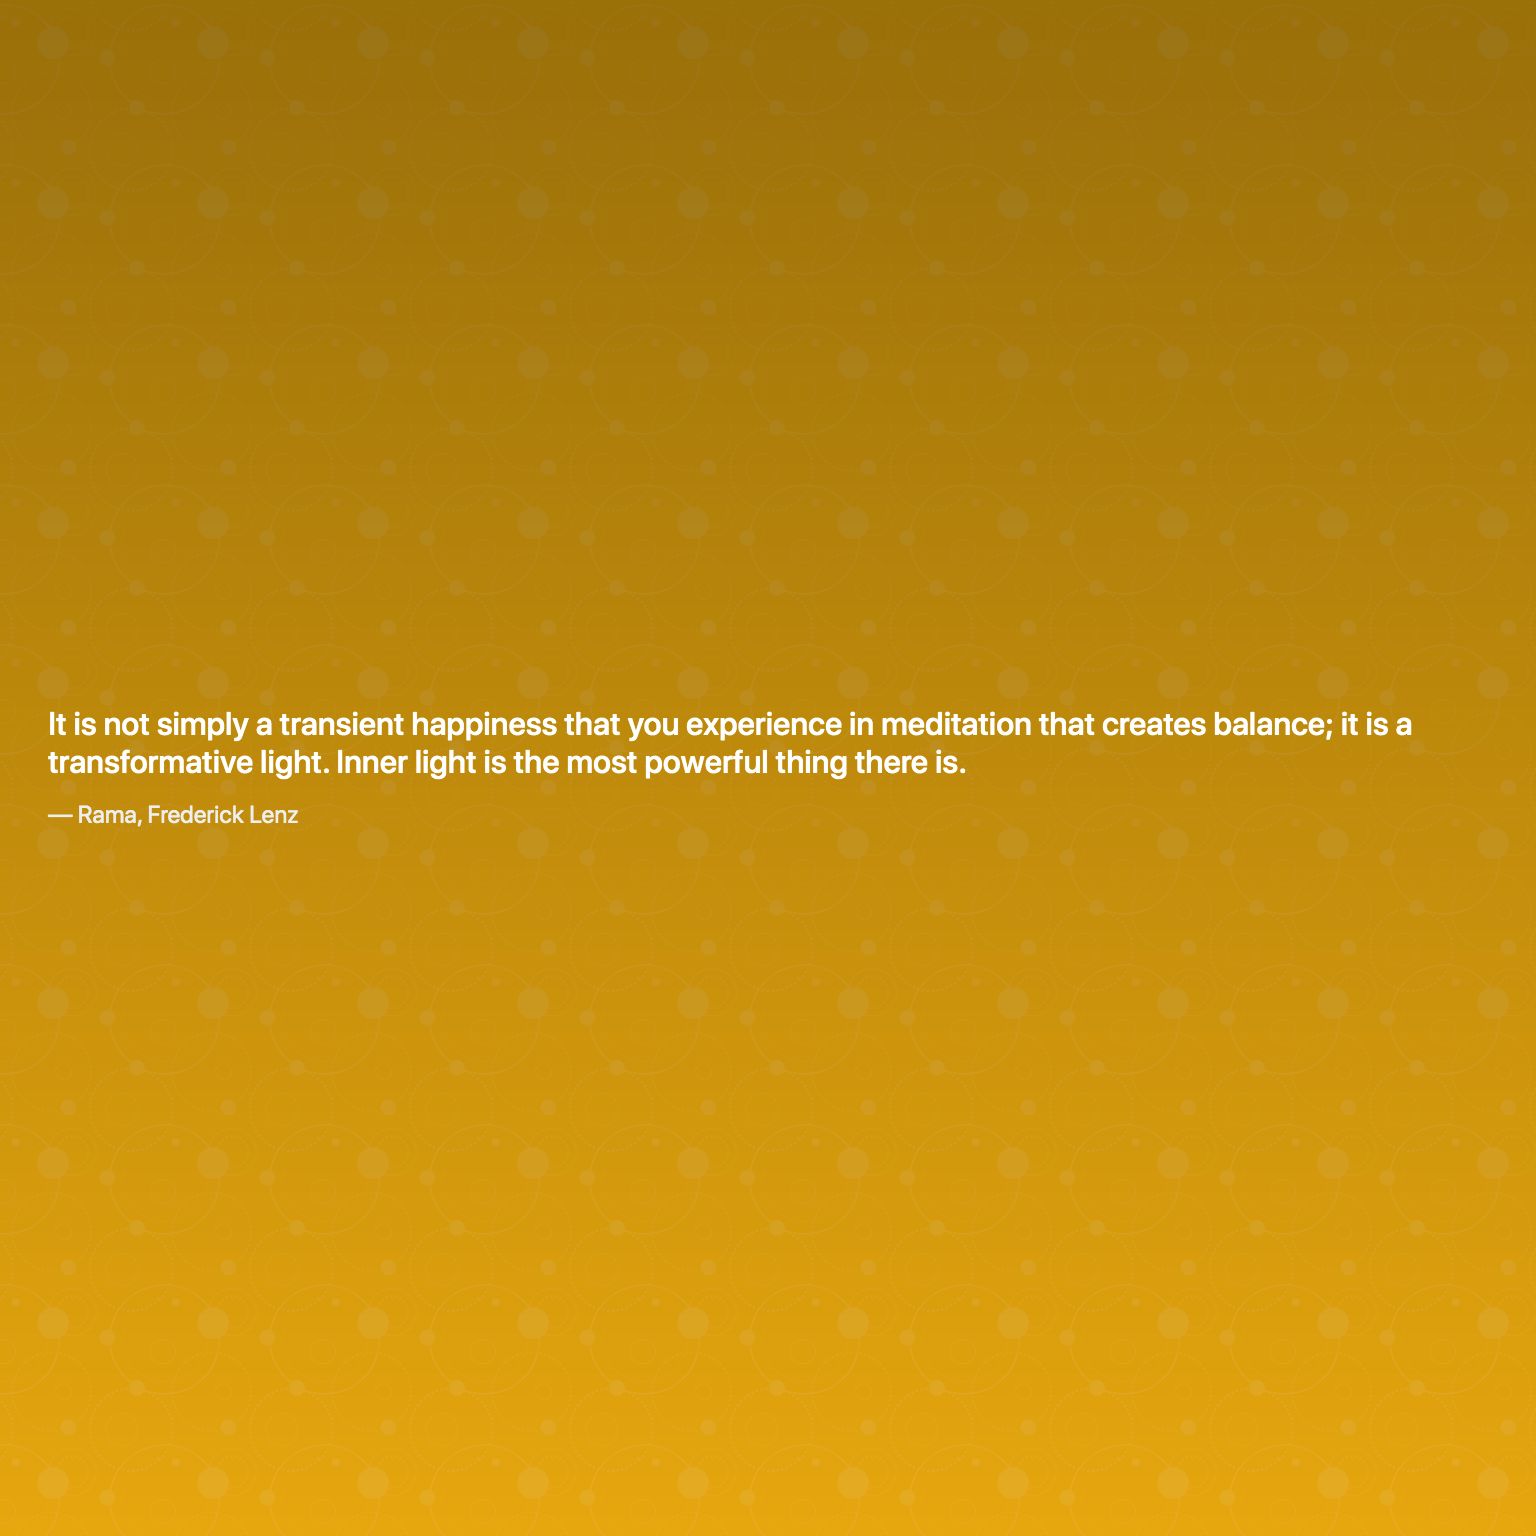 It is not simply a transient happiness that you experience in meditation that creates balance; it is a
transformative light. Inner light is the most powerful thing there is.
— Rama, Frederick Lenz